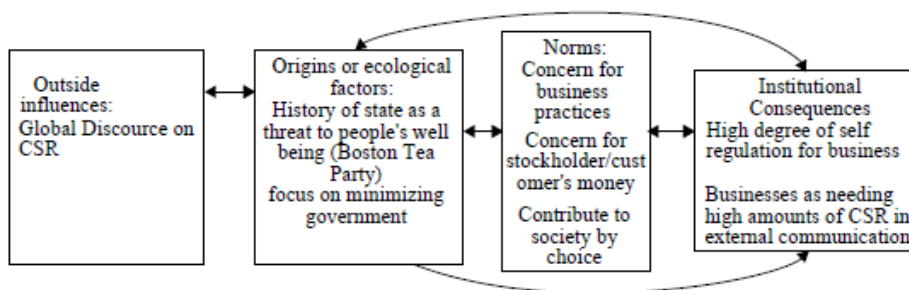 Outside
influences:
Global Discourse on
CSR
Origins or ecological
factors:
History of state as a
threat to people's well
being (Boston Tea
Party)
focus on minimizing
government
Norms:
Concern for
business
practices
Concern for
stockholder/cust
omer's money
Contribute to
society by
choice
Institutional
Consequences
High degree of self
regulation for business
Businesses as needing
high amounts of CSR in
external communication